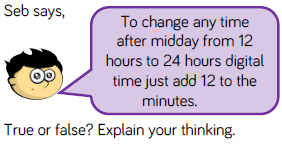 Seb says,
To change any time
after midday from 12
hours to 24 hours digital
time just add 12 to the
minutes.
True or false? Explain your thinking.